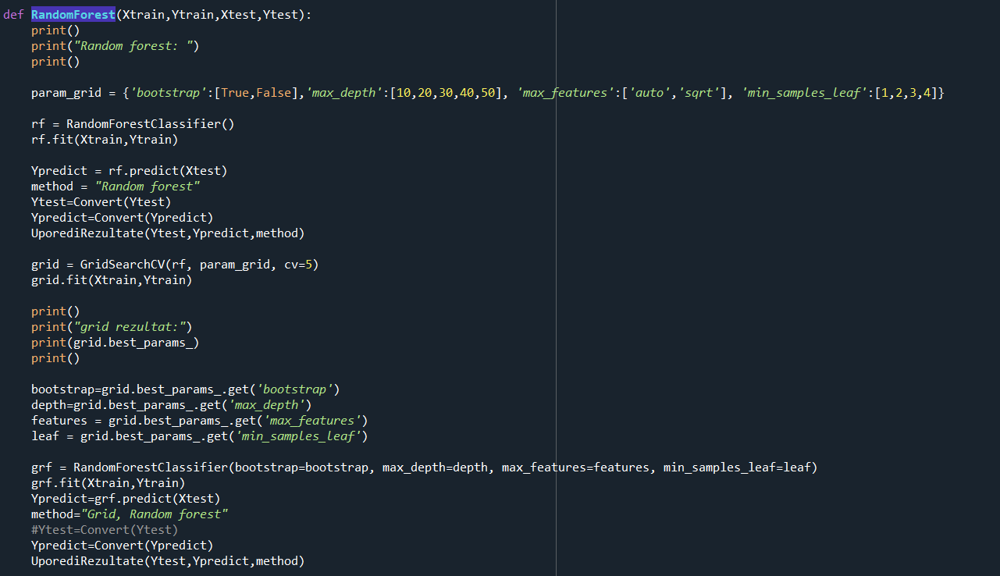 def RandomForest(Xtrain,Ytrain,Xtest,Ytest):
    print()
    print("Random forest: ")
    print()

    param_grid = {'bootstrap':[True,False],'max_depth':[10,20,30,40,50], 'max_features':['auto','sqrt'], 'min_samples_leaf':[1,2,3,4]}

    rf = RandomForestClassifier()
    rf.fit(Xtrain,Ytrain)

    Ypredict = rf.predict(Xtest)
    method = "Random forest"
    Ytest=Convert(Ytest)
    Ypredict=Convert(Ypredict)
    UporediRezultate(Ytest,Ypredict,method)

    grid = GridSearchCV(rf, param_grid, cv=5)
    grid.fit(Xtrain,Ytrain)

    print()
    print("grid rezultat:")
    print(grid.best_params_)
    print()

    bootstrap=grid.best_params_.get('bootstrap')
    depth=grid.best_params_.get('max_depth')
    features = grid.best_params_.get('max_features')
    leaf = grid.best_params_.get('min_samples_leaf')

    grf = RandomForestClassifier(bootstrap=bootstrap, max_depth=depth, max_features=features, min_samples_leaf=leaf)
    grf.fit(Xtrain,Ytrain)
    Ypredict=grf.predict(Xtest)
    method="Grid, Random forest"
    #Ytest=Convert(Ytest)
    Ypredict=Convert(Ypredict)
    UporediRezultate(Ytest,Ypredict,method)